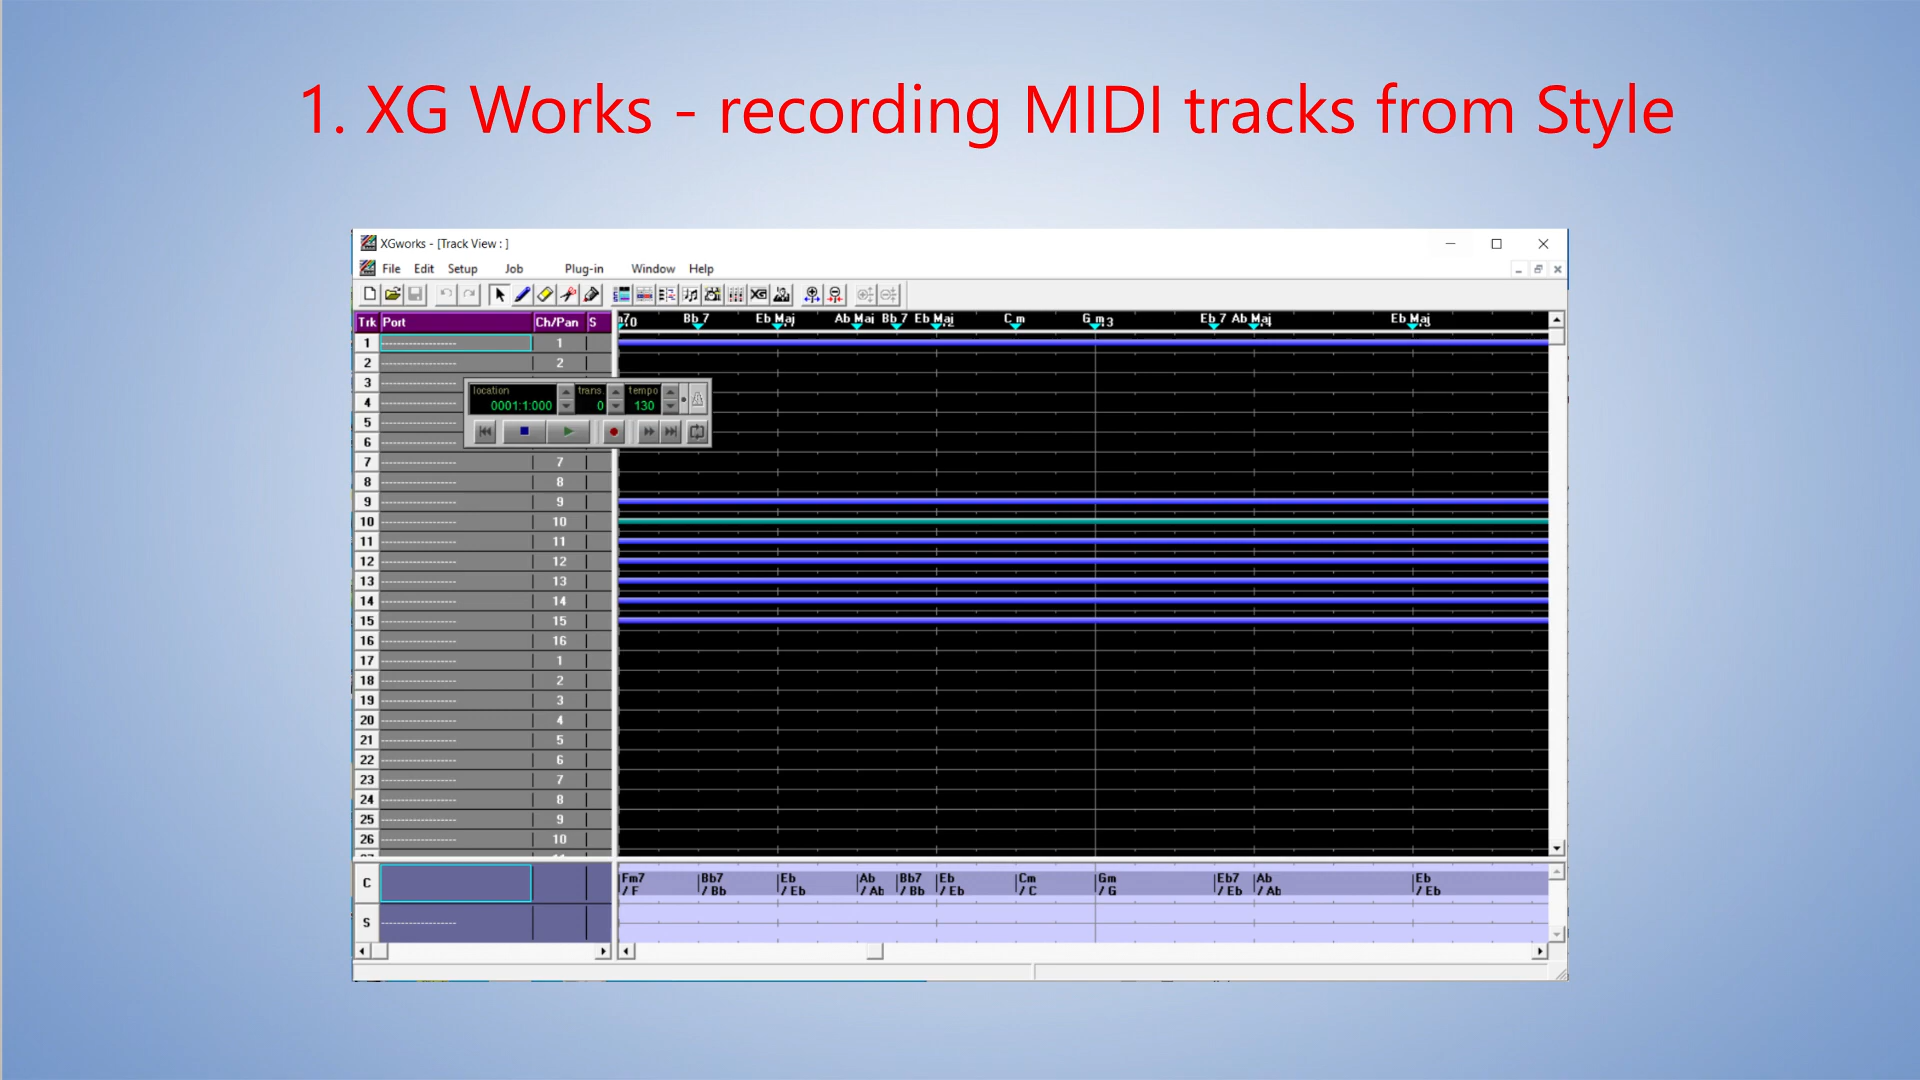 1. XG Works - recording MIDI tracks from Style
XGworks - [Track View : ]
File Edit Setup Job Plug-in Window Help
Trk Port Ch/Pan S
Bb 7 Eb Maj Ab Maj Bb 7 Eb Maj C m G m Eb 7 Ab Maj Eb Maj
1 1
2 2
3
location trans. tempo
4
0001:1:000 0 130
5
6
7 7
8 8
9 9
10 10
11 11
12 12
13 13
14 14
15 15
16 16
17 1
18 2
19 3
20 4
21 5
22 6
23 7
24 8
25 9
26 10
C
Fm7 Bb7 Eb Ab Bb7 Eb Cm Gm Eb7 Ab Eb
/ F / Bb / Eb / Ab / Bb / Eb / C / G / Eb / Ab / Eb
S